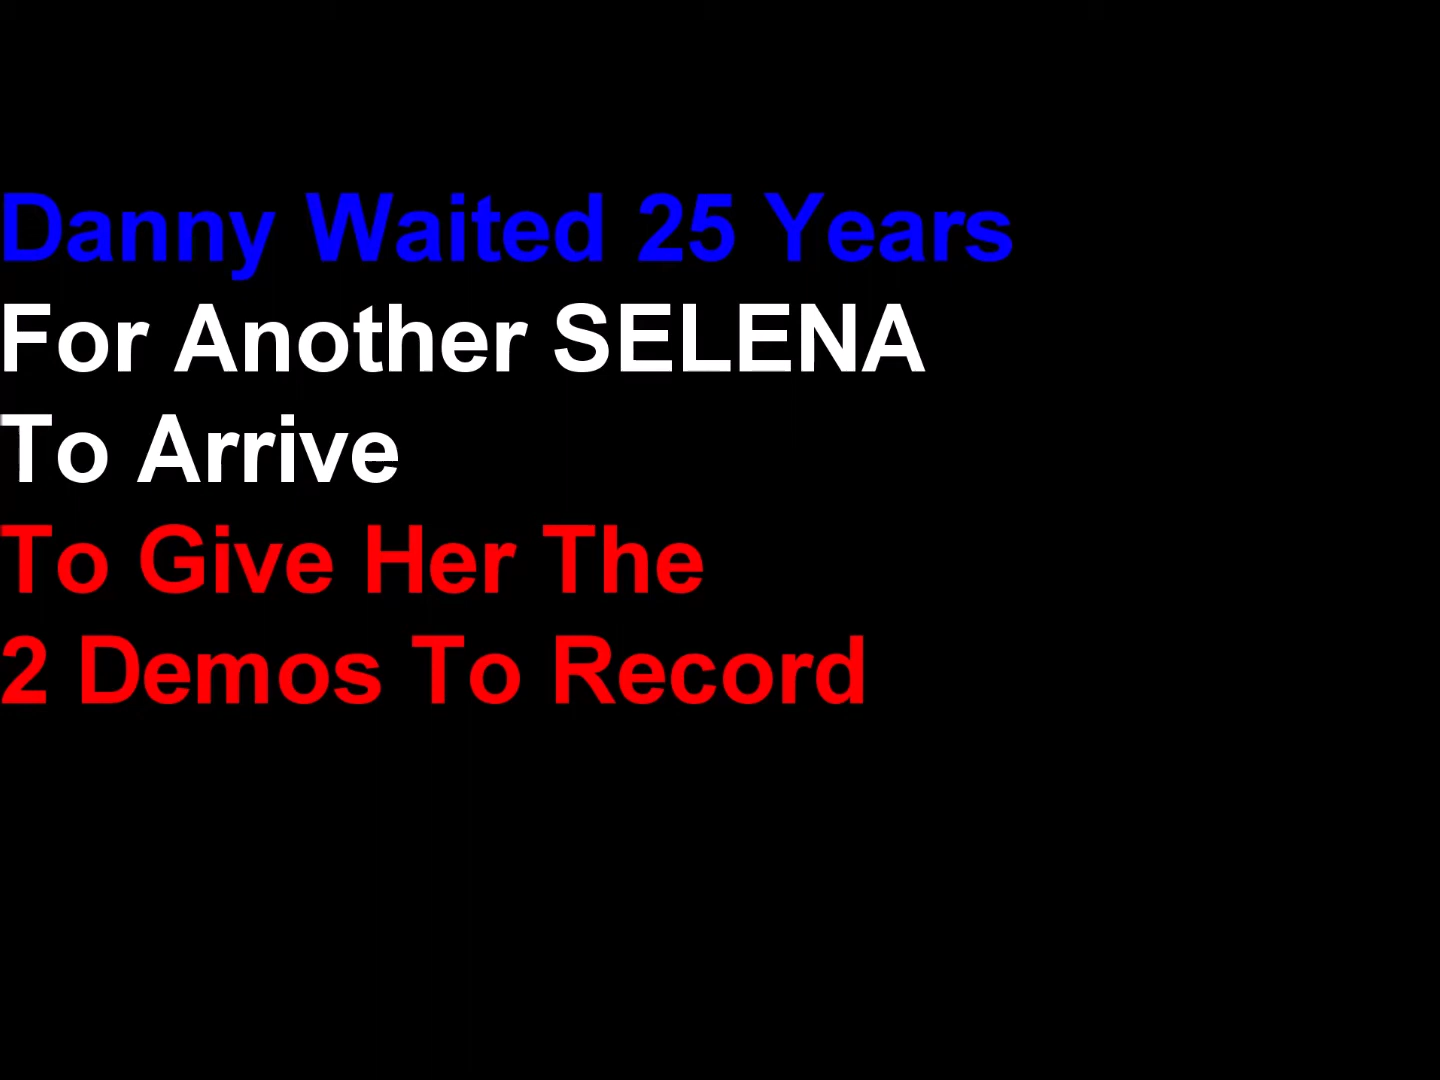 Danny Waited 25 Years
For Another SELENA
To Arrive
To Give Her The
2 Demos To Record